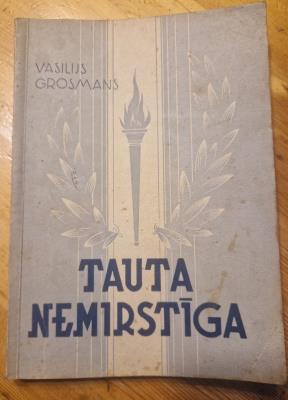 VASILIJS
GROSMANS
TAUTA
NEMIRSTĪGA